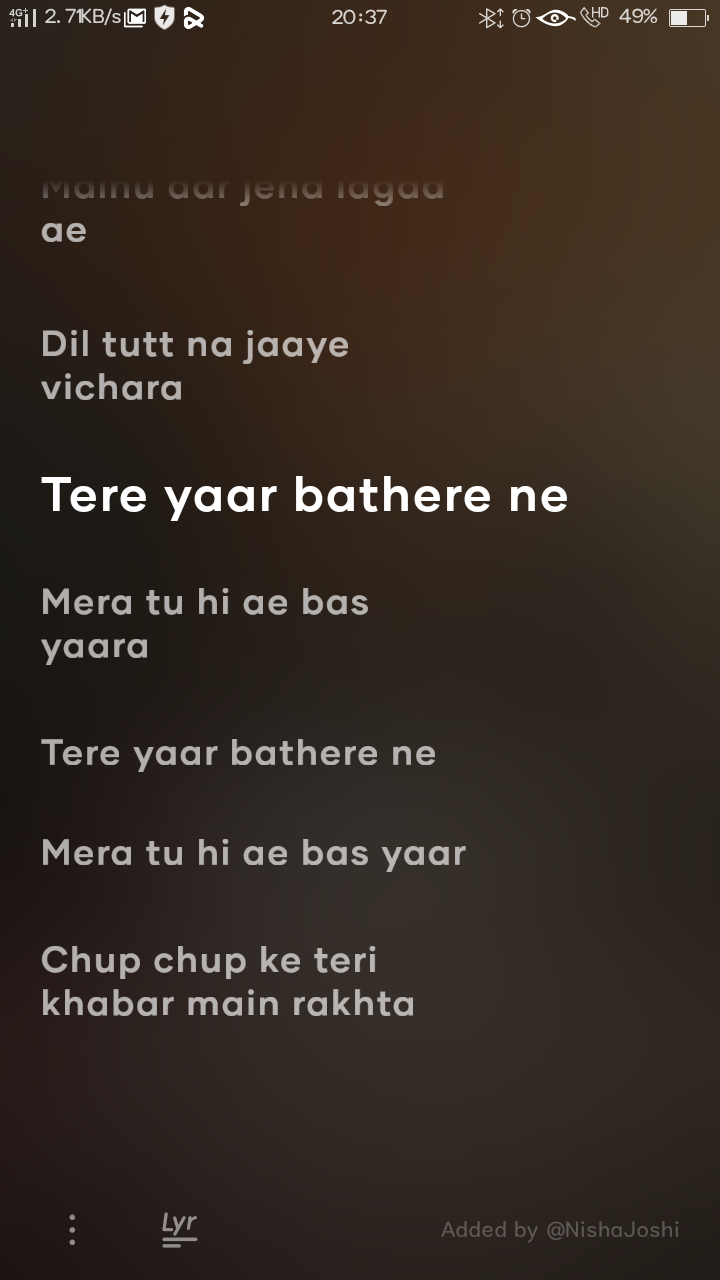 4G+ 2.71KB/s 20:37 HD 49%
Mainu dar jeha lagda
ae
Dil tutt na jaaye
vichara
Tere yaar bathere ne
Mera tu hi ae bas
yaara
Tere yaar bathere ne
Mera tu hi ae bas yaar
Chup chup ke teri
khabar main rakhta
Lyr Added by @NishaJoshi